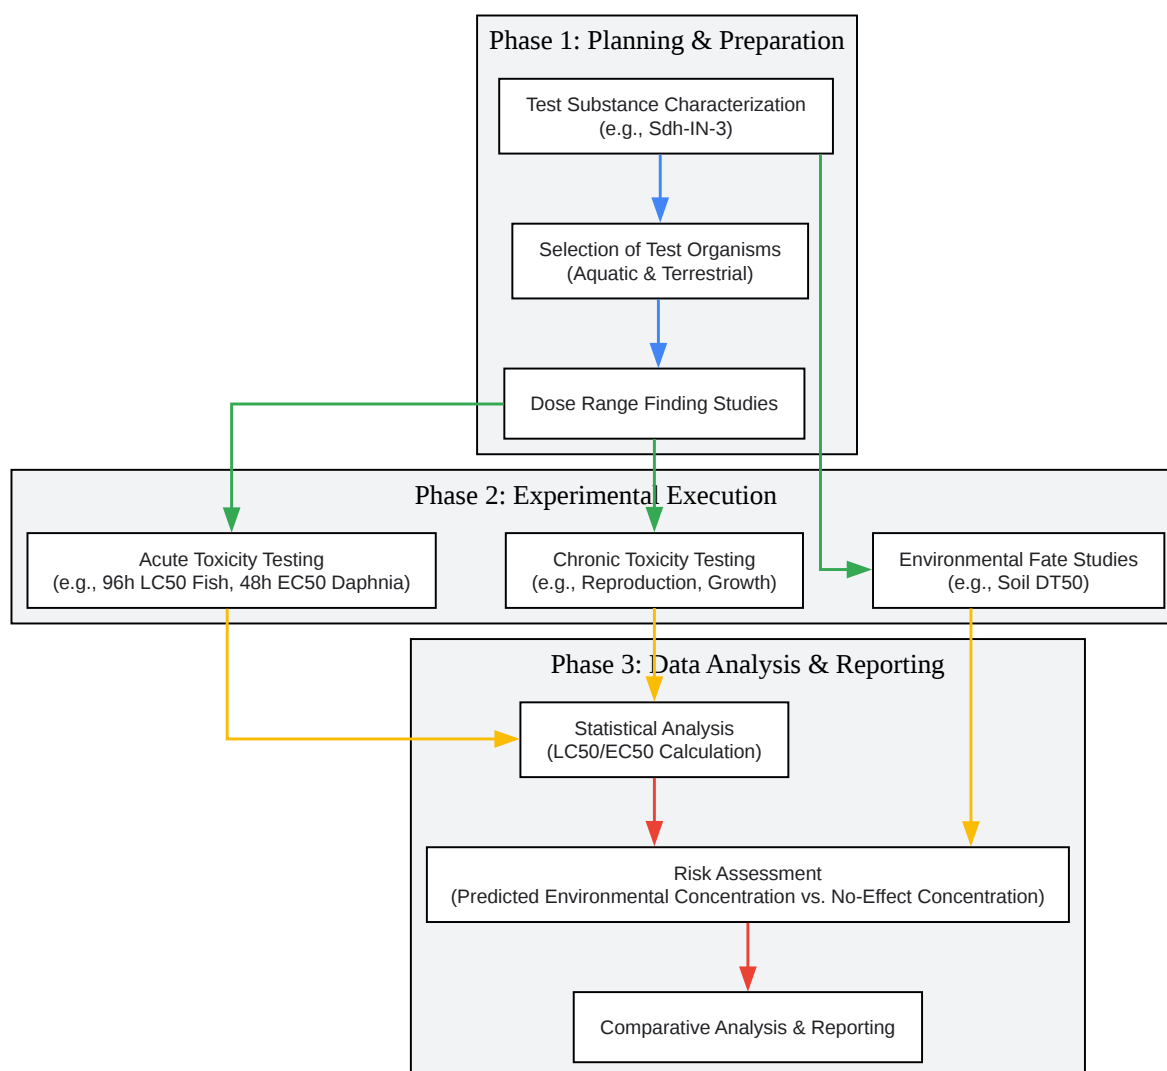 Phase 1: Planning & Preparation
Test Substance Characterization
(e.g., Sdh-IN-3)
Selection of Test Organisms
(Aquatic & Terrestrial)
Dose Range Finding Studies
Phase 2: Experimental Execution
Acute Toxicity Testing
(e.g., 96h LC50 Fish, 48h EC50 Daphnia)
Chronic Toxicity Testing
(e.g., Reproduction, Growth)
Environmental Fate Studies
(e.g., Soil DT50)
Phase 3: Data Analysis & Reporting
Statistical Analysis
(LC50/EC50 Calculation)
Risk Assessment
(Predicted Environmental Concentration vs. No-Effect Concentration)
Comparative Analysis & Reporting